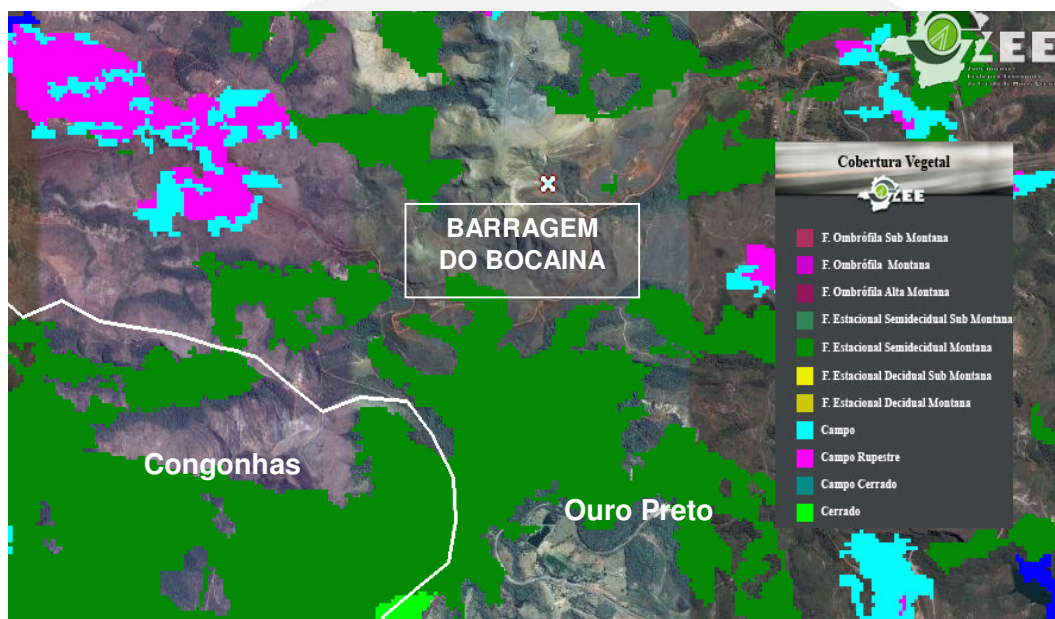 ZEE
Cobertura Vegetal
ZEE
BARRAGEM
DO BOCAINA
F. Ombrófila Sub Montana
F. Ombrófila Montana
F. Ombrófila Alta Montana
F. Estacional Semidecidual Sub Montana
F. Estacional Semidecidual Montana
F. Estacional Decidual Sub Montana
F. Estacional Decidual Montana
Campo
Campo Rupestre
Campo Cerrado
Cerrado
Congonhas
Ouro Preto